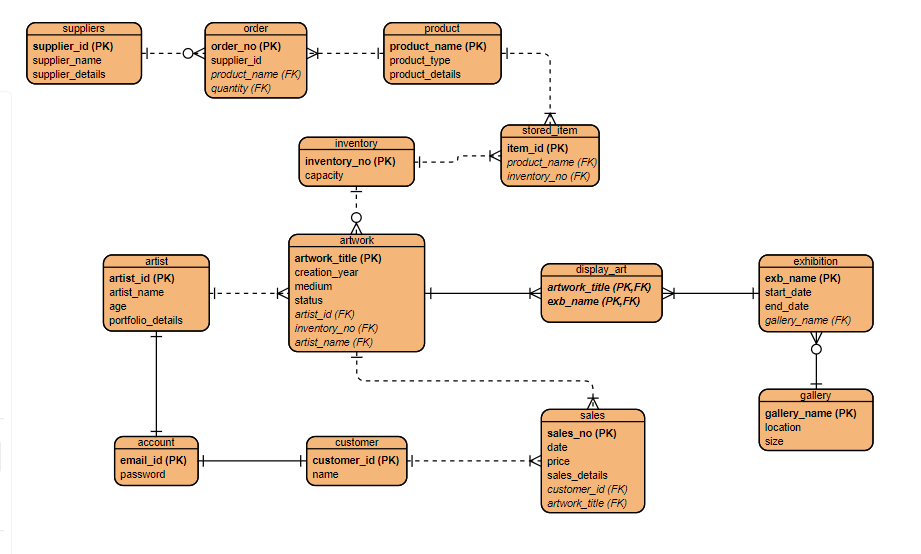 suppliers
supplier_id (PK)
supplier_name
supplier_details
order
order_no (PK)
supplier_id
product_name (FK)
quantity (FK)
product
product_name (PK)
product_type
product_details
stored_item
item_id (PK)
product_name (FK)
inventory_no (FK)
inventory
inventory_no (PK)
capacity
artist
artist_id (PK)
artist_name
age
portfolio_details
artwork
artwork_title (PK)
creation_year
medium
status
artist_id (FK)
inventory_no (FK)
artist_name (FK)
display_art
artwork_title (PK,FK)
exb_name (PK,FK)
exhibition
exb_name (PK)
start_date
end_date
gallery_name (FK)
gallery
gallery_name (PK)
location
size
account
email_id (PK)
password
customer
customer_id (PK)
name
sales
sales_no (PK)
date
price
sales_details
customer_id (FK)
artwork_title (FK)